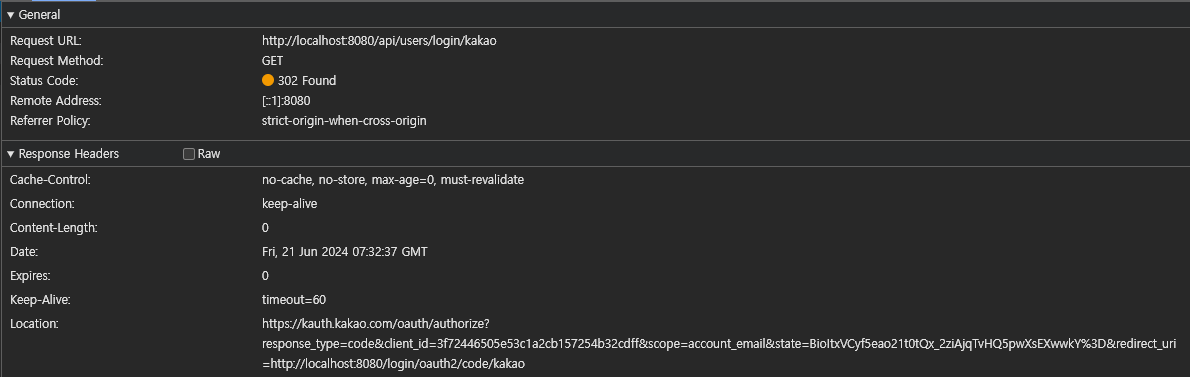 General
Request URL: http://localhost:8080/api/users/login/kakao
Request Method: GET
Status Code: 302 Found
Remote Address: [::1]:8080
Referrer Policy: strict-origin-when-cross-origin
Response Headers Raw
Cache-Control: no-cache, no-store, max-age=0, must-revalidate
Connection: keep-alive
Content-Length: 0
Date: Fri, 21 Jun 2024 07:32:37 GMT
Expires: 0
Keep-Alive: timeout=60
Location: https://kauth.kakao.com/oauth/authorize?
response_type=code&client_id=3f72446505e53c1a2cb157254b32cdff&scope=account_email&state=BioItxVCyf5eao21t0tQx_2ziAjqTvHQ5pwXsEXwwkY%3D&redirect_uri
=http://localhost:8080/login/oauth2/code/kakao